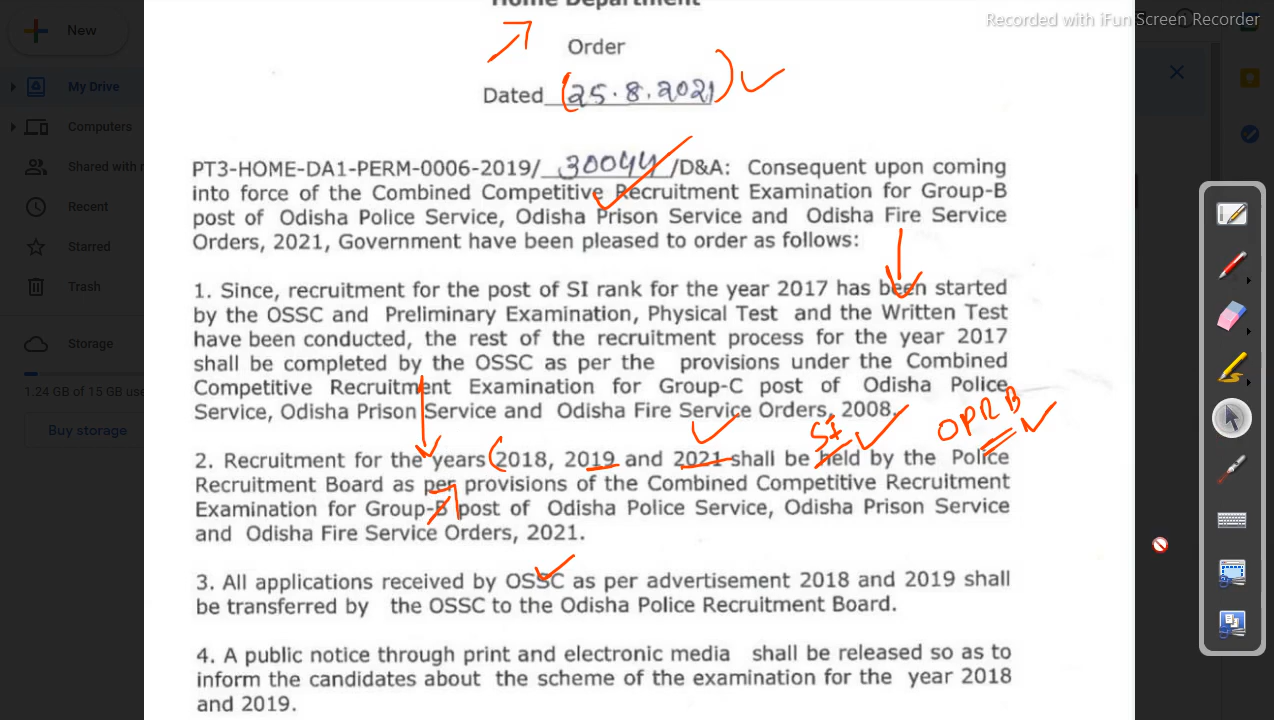 New
My Drive
Computers
Shared with
Recent
Starred
Trash
Storage
1.24 GB of 15 GB use
Buy storage
Recorded with iFun Screen Recorder
Home Department
Order
Dated (25.8.2021)
PT3-HOME-DA1-PERM-0006-2019/ 30044 /D&A: Consequent upon coming
into force of the Combined Competitive Recruitment Examination for Group-B
post of Odisha Police Service, Odisha Prison Service and Odisha Fire Service
Orders, 2021, Government have been pleased to order as follows:
1. Since, recruitment for the post of SI rank for the year 2017 has been started
by the OSSC and Preliminary Examination, Physical Test and the Written Test
have been conducted, the rest of the recruitment process for the year 2017
shall be completed by the OSSC as per the provisions under the Combined
Competitive Recruitment Examination for Group-C post of Odisha Police
Service, Odisha Prison Service and Odisha Fire Service Orders, 2008.
SI OPRB
2. Recruitment for the years (2018, 2019 and 2021 shall be held by the Police
Recruitment Board as per provisions of the Combined Competitive Recruitment
Examination for Group-B post of Odisha Police Service, Odisha Prison Service
and Odisha Fire Service Orders, 2021.
3. All applications received by OSSC as per advertisement 2018 and 2019 shall
be transferred by the OSSC to the Odisha Police Recruitment Board.
4. A public notice through print and electronic media shall be released so as to
inform the candidates about the scheme of the examination for the year 2018
and 2019.